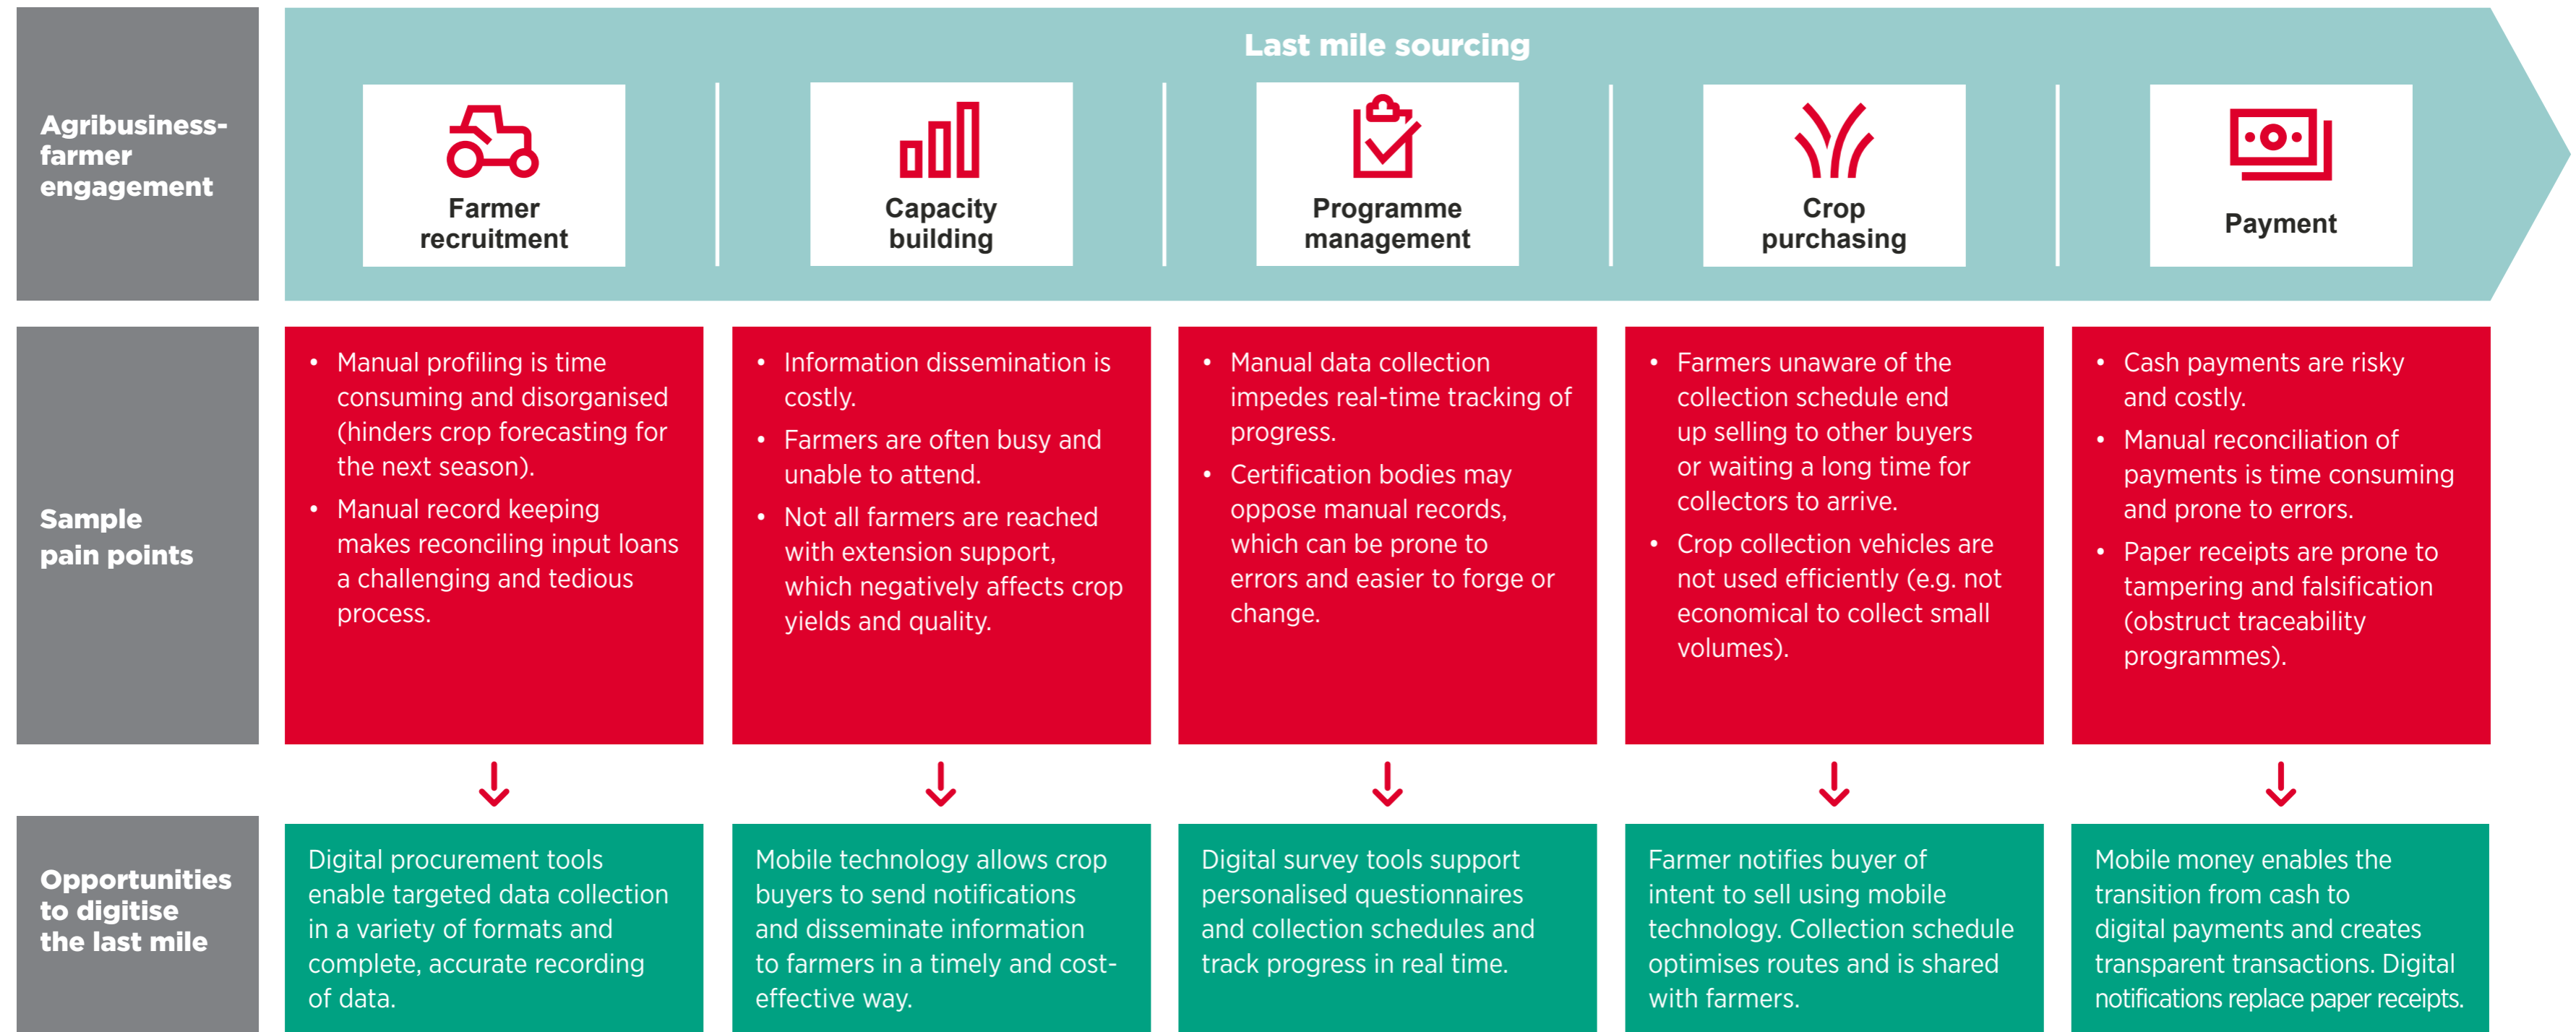 Agribusiness-
farmer
engagement
Last mile sourcing
Farmer
recruitment
Capacity
building
Programme
management
Crop
purchasing
Payment
Sample
pain points
• Manual profiling is time
consuming and disorganised
(hinders crop forecasting for
the next season).
• Manual record keeping
makes reconciling input loans
a challenging and tedious
process.
• Information dissemination is
costly.
• Farmers are often busy and
unable to attend.
• Not all farmers are reached
with extension support,
which negatively affects crop
yields and quality.
• Manual data collection
impedes real-time tracking of
progress.
• Certification bodies may
oppose manual records,
which can be prone to
errors and easier to forge or
change.
• Farmers unaware of the
collection schedule end
up selling to other buyers
or waiting a long time for
collectors to arrive.
• Crop collection vehicles are
not used efficiently (e.g. not
economical to collect small
volumes).
• Cash payments are risky
and costly.
• Manual reconciliation of
payments is time consuming
and prone to errors.
• Paper receipts are prone to
tampering and falsification
(obstruct traceability
programmes).
Opportunities
to digitise
the last mile
Digital procurement tools
enable targeted data collection
in a variety of formats and
complete, accurate recording
of data.
Mobile technology allows crop
buyers to send notifications
and disseminate information
to farmers in a timely and cost-
effective way.
Digital survey tools support
personalised questionnaires
and collection schedules and
track progress in real time.
Farmer notifies buyer of
intent to sell using mobile
technology. Collection schedule
optimises routes and is shared
with farmers.
Mobile money enables the
transition from cash to
digital payments and creates
transparent transactions. Digital
notifications replace paper receipts.